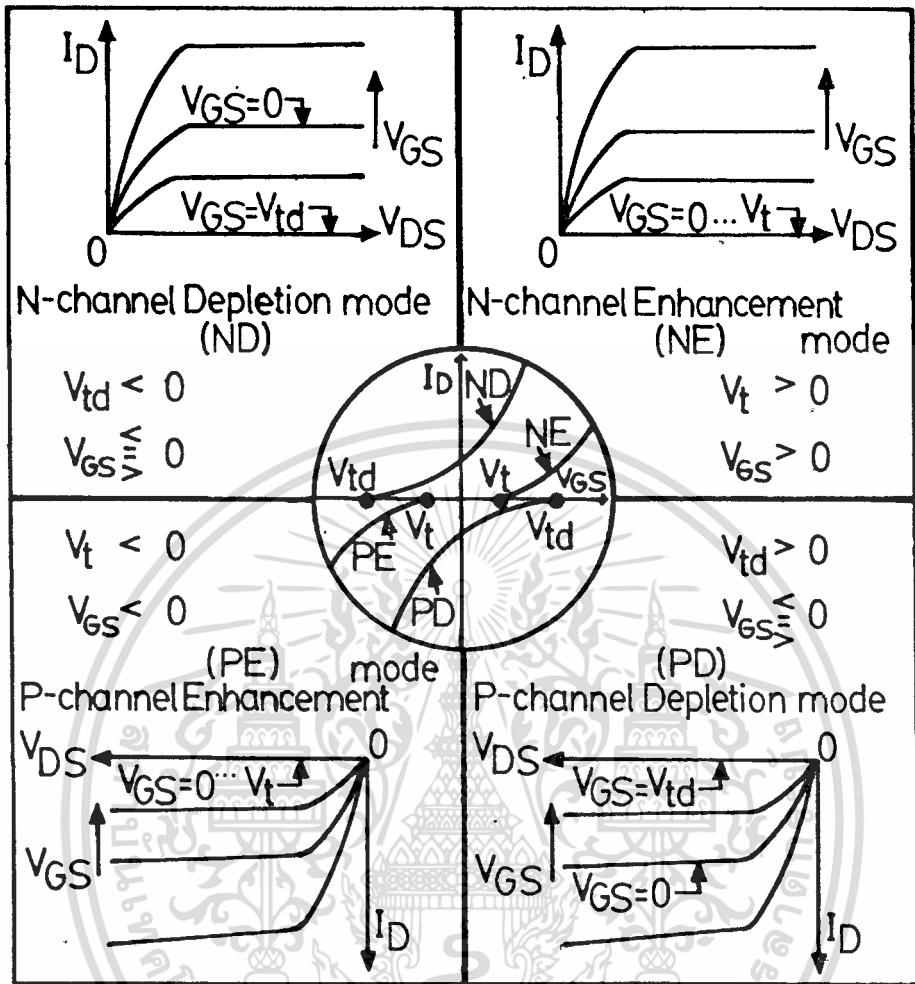 I_D
V_GS=0
V_GS
V_GS=V_td
V_DS
0
N-channel Depletion mode
(ND)
V_td < 0
V_GS ⪋ 0
I_D
V_GS
V_GS=0...V_t
V_DS
0
N-channel Enhancement
(NE) mode
V_t > 0
V_GS > 0
I_D
ND
NE
V_td
V_t
V_GS
V_t
V_td
PE
PD
V_t < 0
V_GS < 0
(PE) mode
P-channel Enhancement
V_DS
0
V_GS=0...V_t
V_GS
I_D
V_td > 0
V_GS ⪋ 0
(PD)
P-channel Depletion mode
V_DS
0
V_GS=V_td
V_GS
V_GS=0
I_D